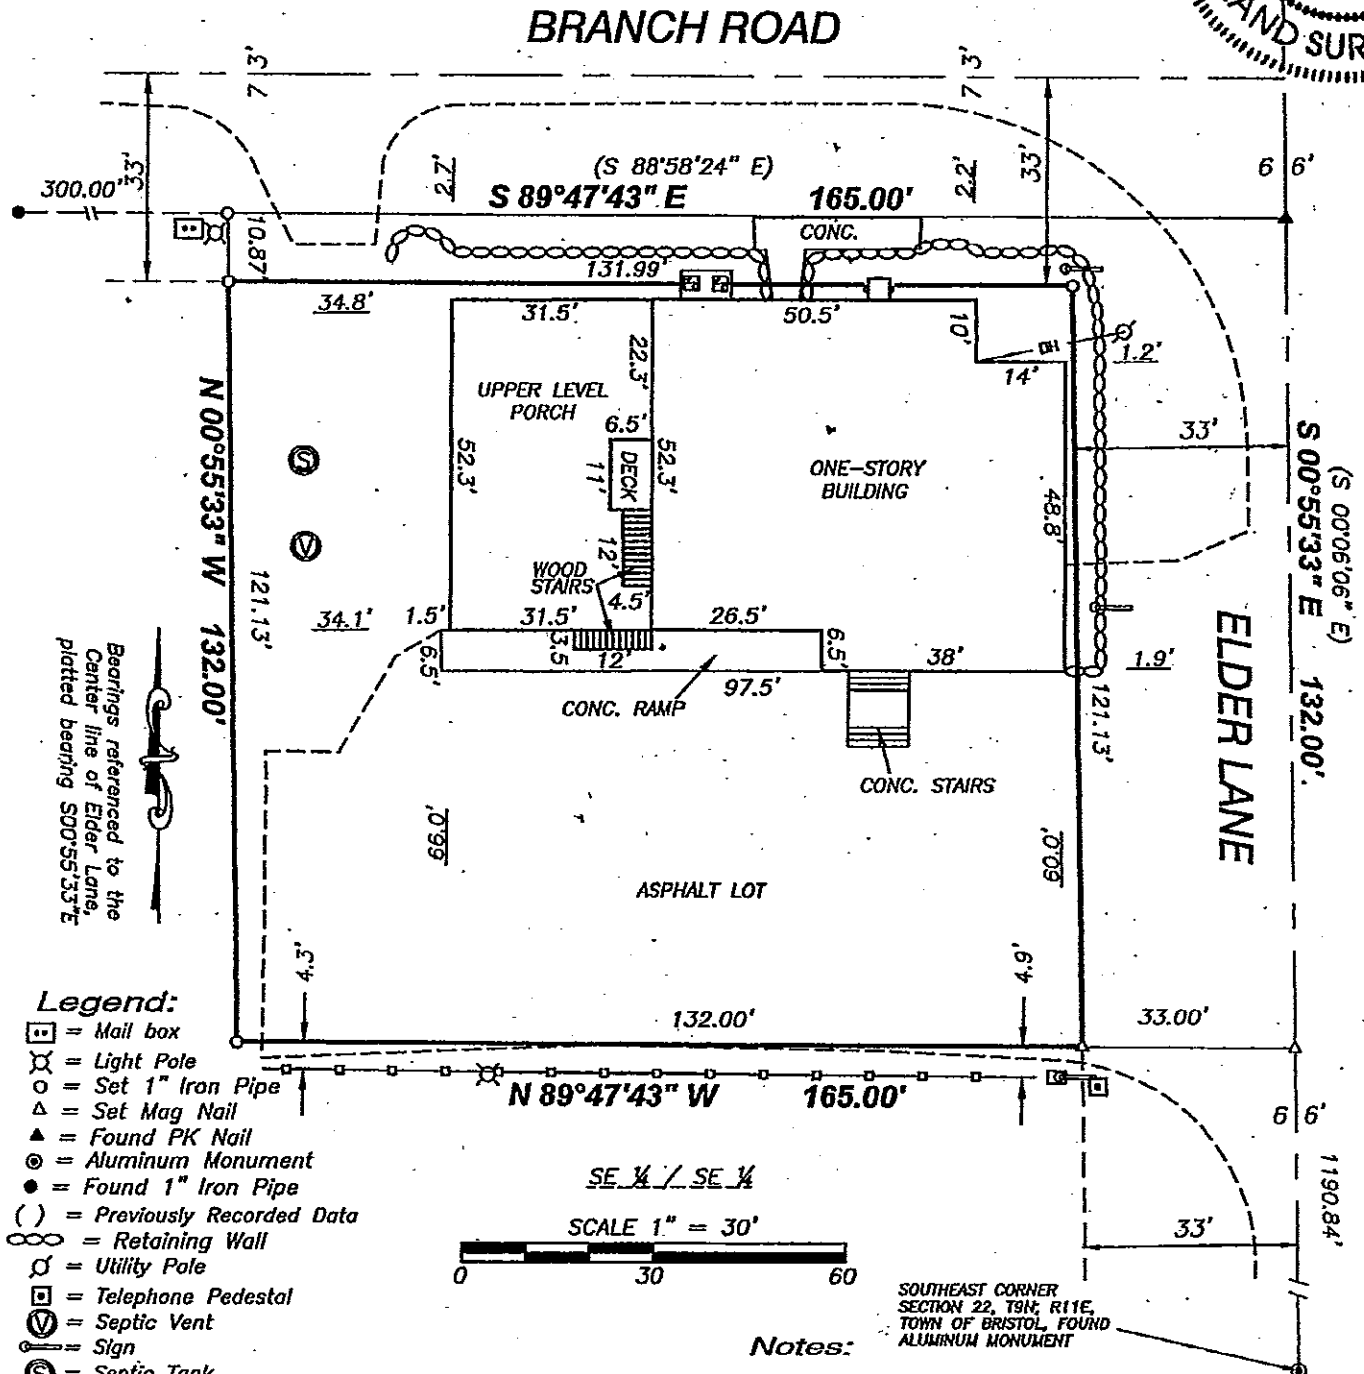 BRANCH ROAD
LAND SUR
7 3'
7 3'
33'
33'
6 6'
300.00'
2.7'
(S 88°58'24" E)
2.2'
S 89°47'43" E 165.00'
CONC.
10.87'
131.99'
34.8'
31.5'
50.5'
10'
22.3'
DH
1.2'
14'
UPPER LEVEL
PORCH
6.5'
33'
N 00°55'33" W 132.00'
52.3'
DECK
11'
52.3'
ONE-STORY
BUILDING
48.8'
S 00°55'33" E 132.00'
(S 00°06'06" E)
S
V
12'
WOOD
STAIRS
4.5'
121.13'
34.1'
1.5'
31.5'
26.5'
6.5'
3.5
12'
6.5'
38'
1.9'
97.5'
CONC. RAMP
121.13'
ELDER LANE
CONC. STAIRS
Bearings referenced to the
Center line of Elder Lane,
platted bearing S00°55'33"E
66.0'
60.0'
ASPHALT LOT
4.3'
4.9'
132.00'
33.00'
N 89°47'43" W 165.00'
6 6'
1190.84'
33'
Legend:
= Mail box
= Light Pole
= Set 1" Iron Pipe
= Set Mag Nail
= Found PK Nail
= Aluminum Monument
= Found 1" Iron Pipe
( ) = Previously Recorded Data
= Retaining Wall
= Utility Pole
= Telephone Pedestal
V = Septic Vent
= Sign
S = Septic Tank
SE ¼ / SE ¼
SCALE 1" = 30'
0 30 60
SOUTHEAST CORNER
SECTION 22, T9N, R11E,
TOWN OF BRISTOL, FOUND
ALUMINUM MONUMENT
Notes: